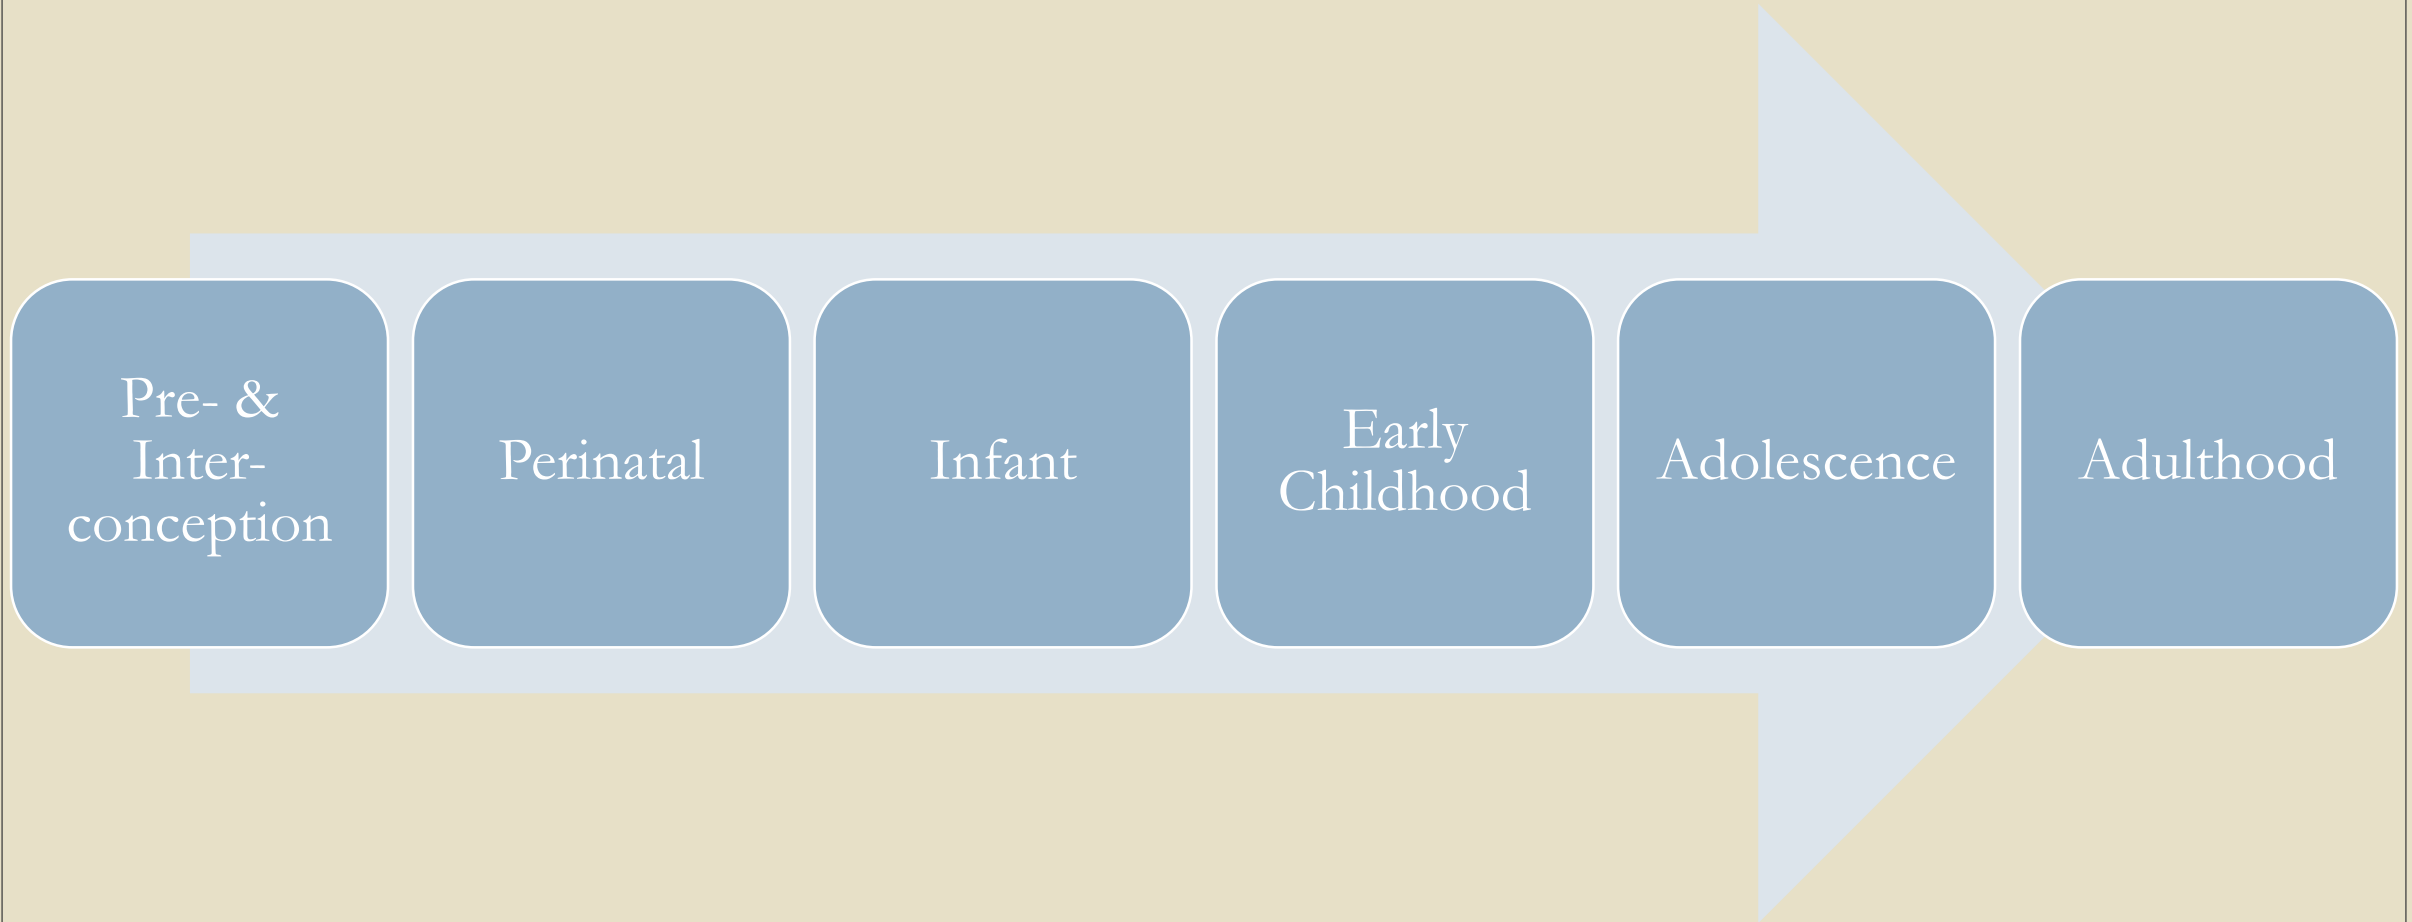 Pre- &
Inter-
conception
Perinatal
Infant
Early
Childhood
Adolescence
Adulthood